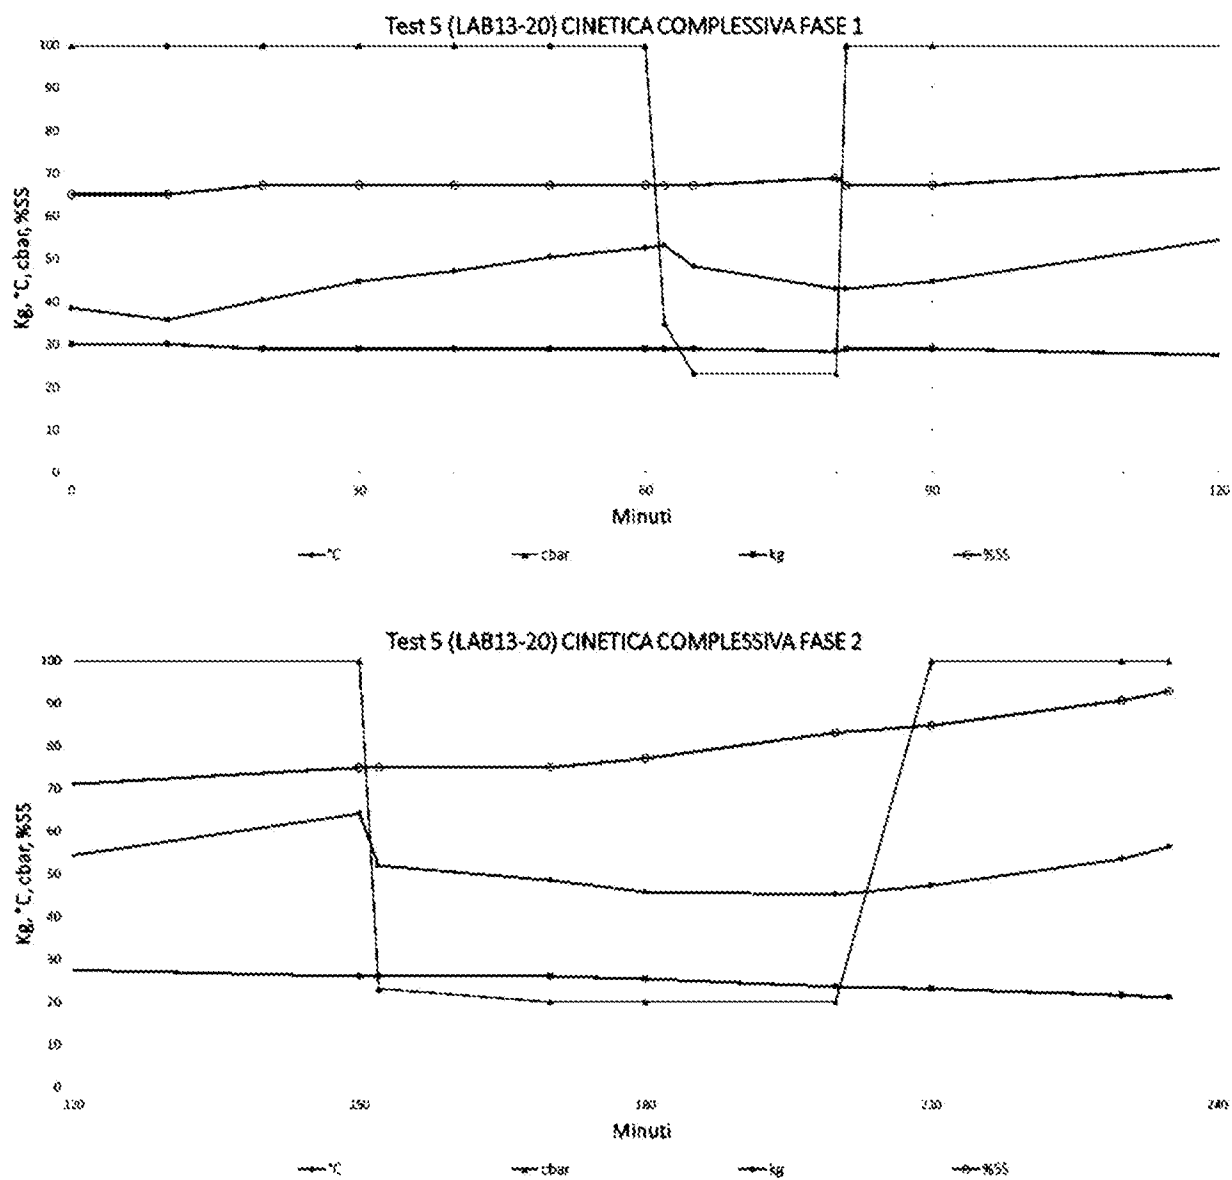 Test 5 (LAB13-20) CINETICA COMPLESSIVA FASE 1
100
90
80
70
60
50
40
30
20
10
0
Kg, °C, cbar, %SS
0 30 60 90 120
Minuti
°C cbar kg %SS
Test 5 (LAB13-20) CINETICA COMPLESSIVA FASE 2
100
90
80
70
60
50
40
30
20
10
0
Kg, °C, cbar, %SS
120 150 180 210 240
Minuti
°C cbar kg %SS